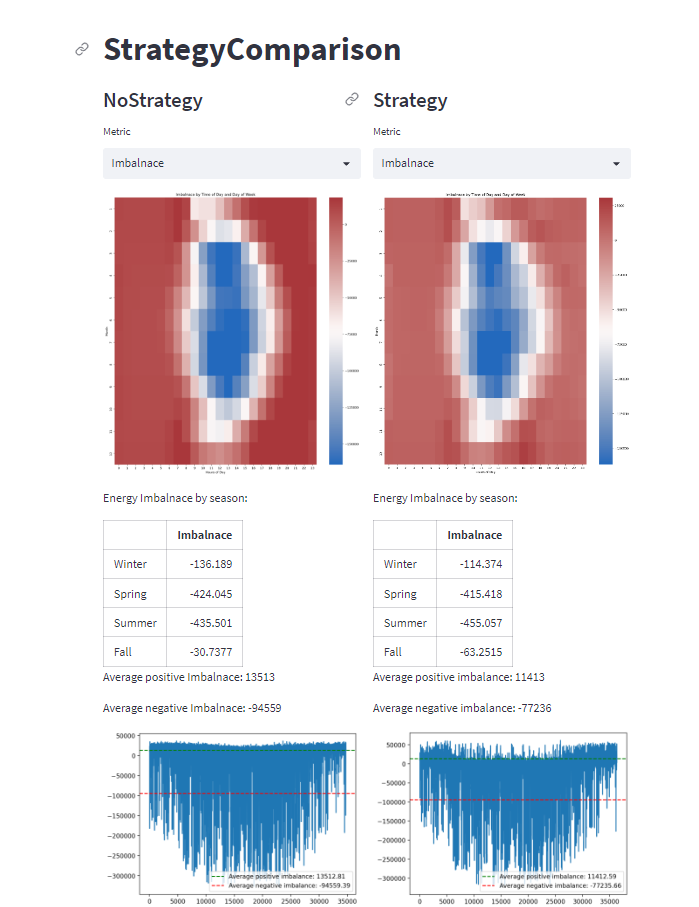 StrategyComparison
NoStrategy
Strategy
Metric
Metric
Imbalnace
Imbalnace
Imbalnace by Time of Day and Day of Week
Imbalnace by Time of Day and Day of Week
Energy Imbalnace by season:
Imbalnace
Winter -136.189
Spring -424.045
Summer -435.501
Fall -30.7377
Average positive Imbalnace: 13513
Average negative Imbalnace: -94559
Energy Imbalnace by season:
Imbalnace
Winter -114.374
Spring -415.418
Summer -455.057
Fall -63.2515
Average positive imbalance: 11413
Average negative imbalance: -77236
50000
0
−50000
−100000
−150000
−200000
−250000
−300000
0 5000 10000 15000 20000 25000 30000 35000
Average positive imbalance: 13512.81
Average negative imbalance: -94559.39
50000
0
−50000
−100000
−150000
−200000
−250000
−300000
0 5000 10000 15000 20000 25000 30000 35000
Average positive imbalance: 11412.59
Average negative imbalance: -77235.66